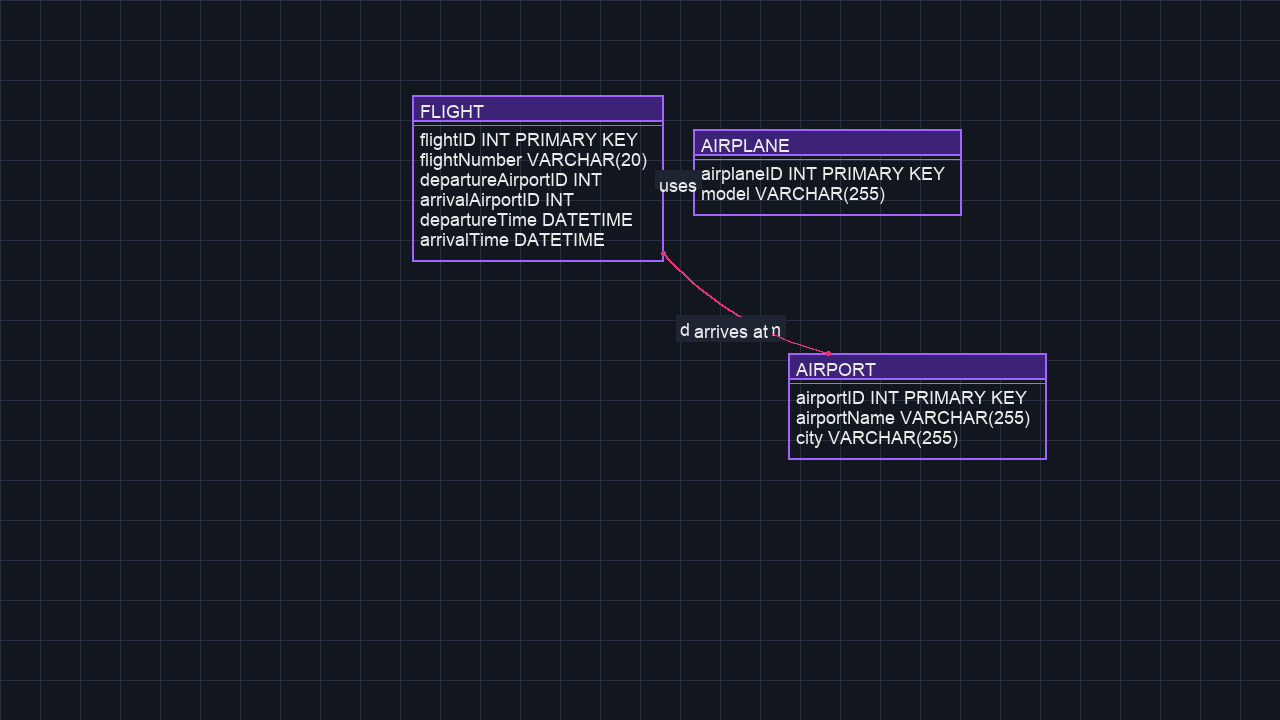 FLIGHT
flightID INT PRIMARY KEY
flightNumber VARCHAR(20)
departureAirportID INT
arrivalAirportID INT
departureTime DATETIME
arrivalTime DATETIME
uses
AIRPLANE
airplaneID INT PRIMARY KEY
model VARCHAR(255)
arrives at
AIRPORT
airportID INT PRIMARY KEY
airportName VARCHAR(255)
city VARCHAR(255)